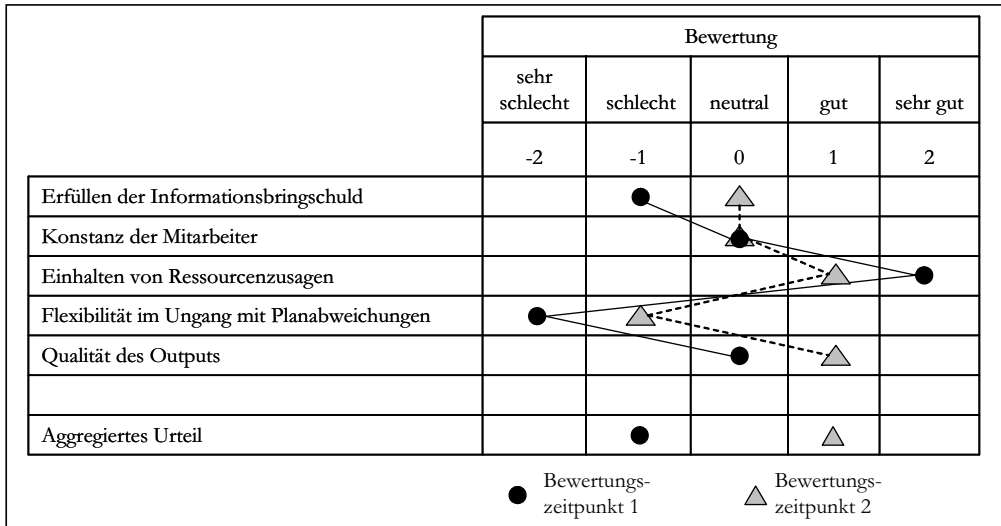 Bewertung
sehr
schlecht
schlecht
neutral
gut
sehr gut
-2
-1
0
1
2
Erfüllen der Informationsbringschuld
Konstanz der Mitarbeiter
Einhalten von Ressourcenzusagen
Flexibilität im Ungang mit Planabweichungen
Qualität des Outputs
Aggregiertes Urteil
Bewertungs-
zeitpunkt 1
Bewertungs-
zeitpunkt 2